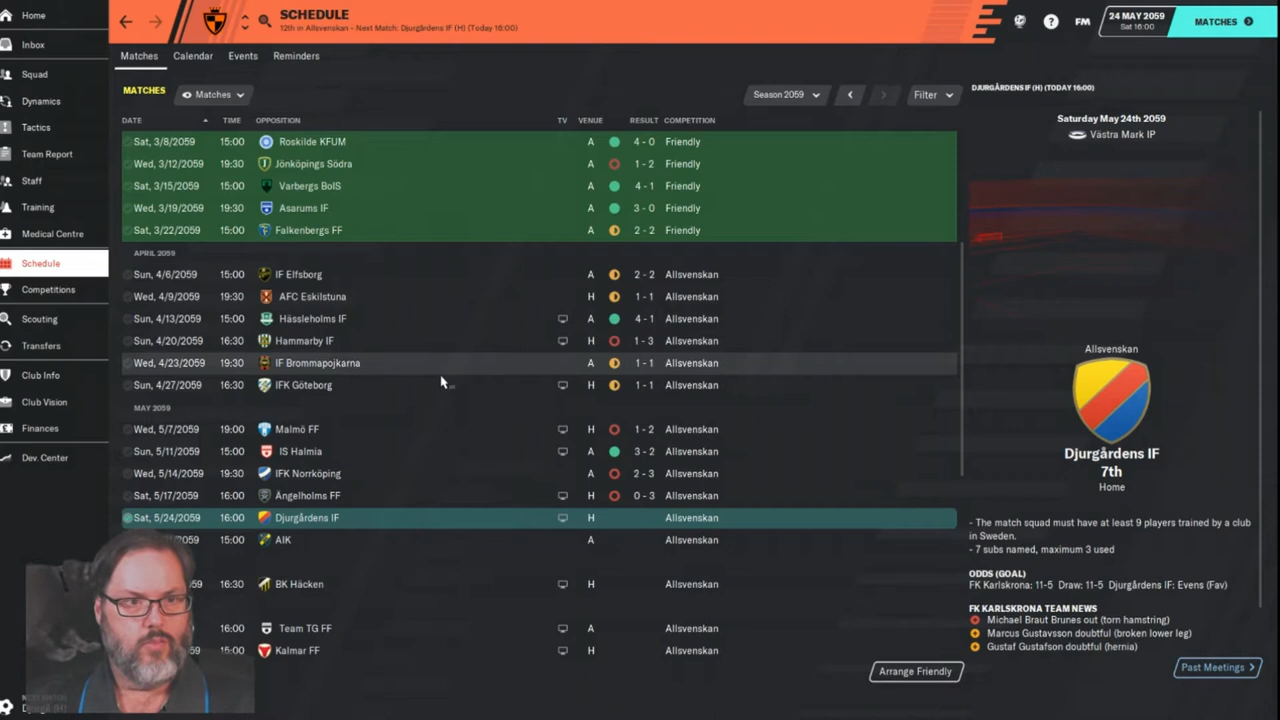 Home
Inbox
Squad
Dynamics
Tactics
Team Report
Staff
Training
Medical Centre
Schedule
Competitions
Scouting
Transfers
Club Info
Club Vision
Finances
Dev. Center
SCHEDULE
12th in Allsvenskan - Next Match: Djurgårdens IF (H) (Today 16:00)
FM
24 MAY 2059
Sat 16:00
MATCHES
Matches Calendar Events Reminders
MATCHES
Matches
Season 2059
Filter
DATE TIME OPPOSITION TV VENUE RESULT COMPETITION
Sat, 3/8/2059 15:00 Roskilde KFUM A 4 - 0 Friendly
Wed, 3/12/2059 19:30 Jönköpings Södra A 1 - 2 Friendly
Sat, 3/15/2059 15:00 Varbergs BoIS A 4 - 1 Friendly
Wed, 3/19/2059 19:30 Asarums IF A 3 - 0 Friendly
Sat, 3/22/2059 15:00 Falkenbergs FF A 2 - 2 Friendly
APRIL 2059
Sun, 4/6/2059 15:00 IF Elfsborg A 2 - 2 Allsvenskan
Wed, 4/9/2059 19:30 AFC Eskilstuna H 1 - 1 Allsvenskan
Sun, 4/13/2059 15:00 Hässleholms IF A 4 - 1 Allsvenskan
Sun, 4/20/2059 16:30 Hammarby IF H 1 - 3 Allsvenskan
Wed, 4/23/2059 19:30 IF Brommapojkarna A 1 - 1 Allsvenskan
Sun, 4/27/2059 16:30 IFK Göteborg H 1 - 1 Allsvenskan
MAY 2059
Wed, 5/7/2059 19:00 Malmö FF H 1 - 2 Allsvenskan
Sun, 5/11/2059 15:00 IS Halmia A 3 - 2 Allsvenskan
Wed, 5/14/2059 19:30 IFK Norrköping A 2 - 3 Allsvenskan
Sat, 5/17/2059 16:00 Ängelholms FF H 0 - 3 Allsvenskan
Sat, 5/24/2059 16:00 Djurgårdens IF H Allsvenskan
15:00 AIK A Allsvenskan
59 16:30 BK Häcken H Allsvenskan
16:00 Team TG FF A Allsvenskan
15:00 Kalmar FF H Allsvenskan
Arrange Friendly
DJURGÅRDENS IF (H) (TODAY 16:00)
Saturday May 24th 2059
Västra Mark IP
Allsvenskan
Djurgårdens IF
7th
Home
- The match squad must have at least 9 players trained by a club
in Sweden.
- 7 subs named, maximum 3 used
ODDS (GOAL)
FK Karlskrona: 11-5 Draw: 11-5 Djurgårdens IF: Evens (Fav)
FK KARLSKRONA TEAM NEWS
Michael Braut Brunes out (torn hamstring)
Marcus Gustavsson doubtful (broken lower leg)
Gustaf Gustafson doubtful (hernia)
Past Meetings